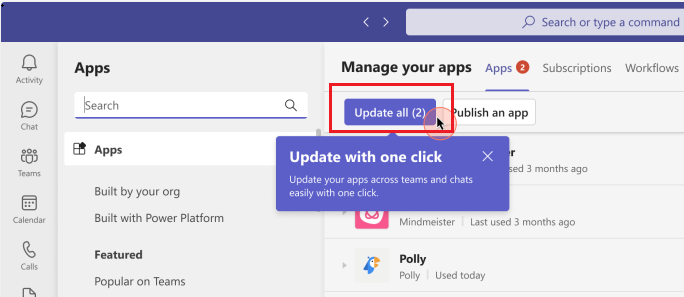 Search or type a command
Activity
Chat
Teams
Calendar
Calls
Apps
Search
Apps
Built by your org
Built with Power Platform
Featured
Popular on Teams
Manage your apps
Apps 2
Subscriptions
Workflows
Update all (2)
Publish an app
Update with one click
Update your apps across teams and chats
easily with one click.
3 months ago
Mindmeister
Last used 3 months ago
Polly
Polly
Used today